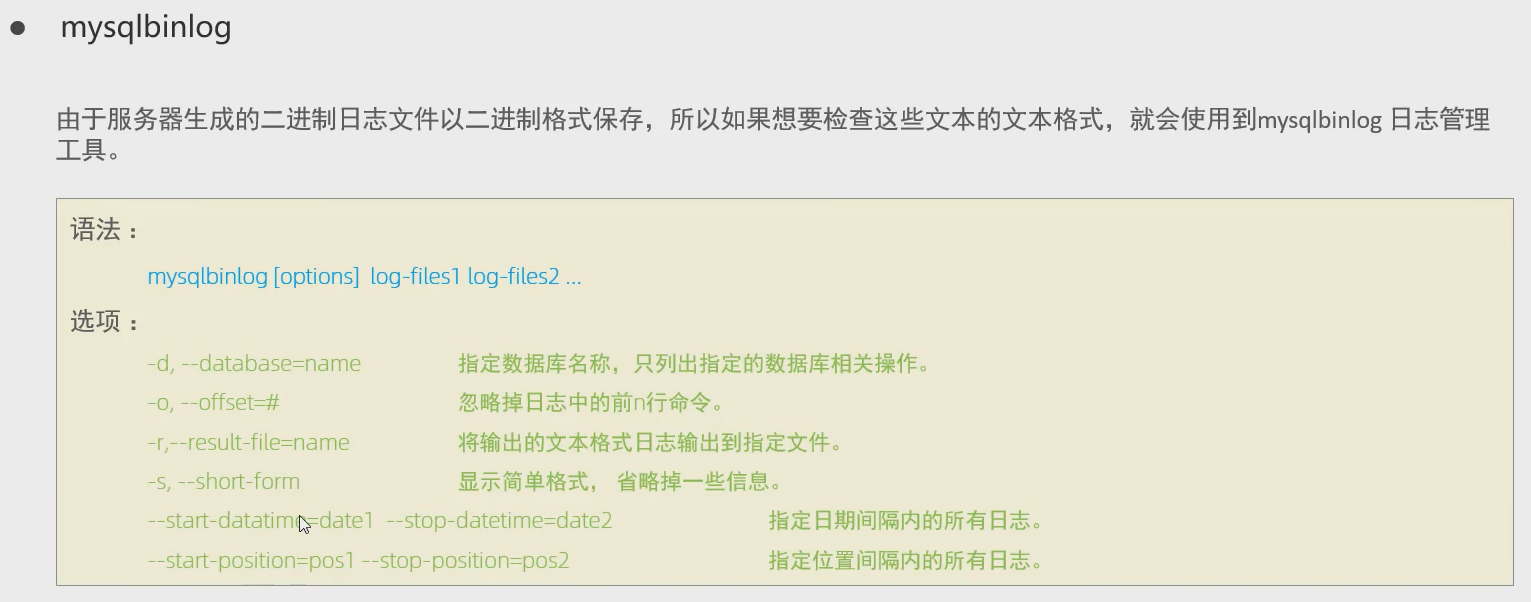 mysqlbinlog
由于服务器生成的二进制日志文件以二进制格式保存，所以如果想要检查这些文本的文本格式，就会使用到mysqlbinlog 日志管理
工具。
语法：
mysqlbinlog [options]  log-files1 log-files2 ...
选项：
-d, --database=name 指定数据库名称，只列出指定的数据库相关操作。
-o, --offset=# 忽略掉日志中的前n行命令。
-r,--result-file=name 将输出的文本格式日志输出到指定文件。
-s, --short-form 显示简单格式， 省略掉一些信息。
--start-datatime=date1  --stop-datetime=date2 指定日期间隔内的所有日志。
--start-position=pos1 --stop-position=pos2 指定位置间隔内的所有日志。